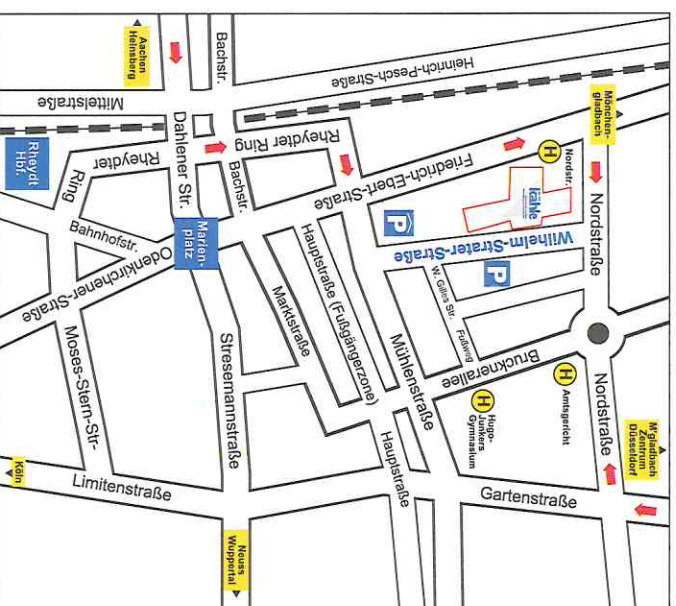 Aachen
Heinsberg
Bachstr.
Heinrich-Pesch-Straße
Mönchen-
gladbach
Mittelstraße
Dahlener Str.
Rheydter Ring
Nordstr.
H
Friedrich-Ebert-Straße
Nordstraße
Rheydt
Hbf.
Rheydter
Ring
Bachstr.
kähle
P
Wilhelm-Strater-Straße
P
Bahnhofstr.
Marien-
platz
Odenkirchener-Straße
Hauptstraße (Fußgängerzone)
W. Gilles Str.
Fußweg
Marktstraße
Mühlenstraße
Brucknerallee
Moses-Stern-Str-
Stresemannstraße
H
Amtsgericht
Nordstraße
H
Hugo-
Junkers
Gymnasium
M'gladbach
Zentrum
Düsseldorf
Hauptstraße
Köln
Limitenstraße
Gartenstraße
Neuss
Wuppertal